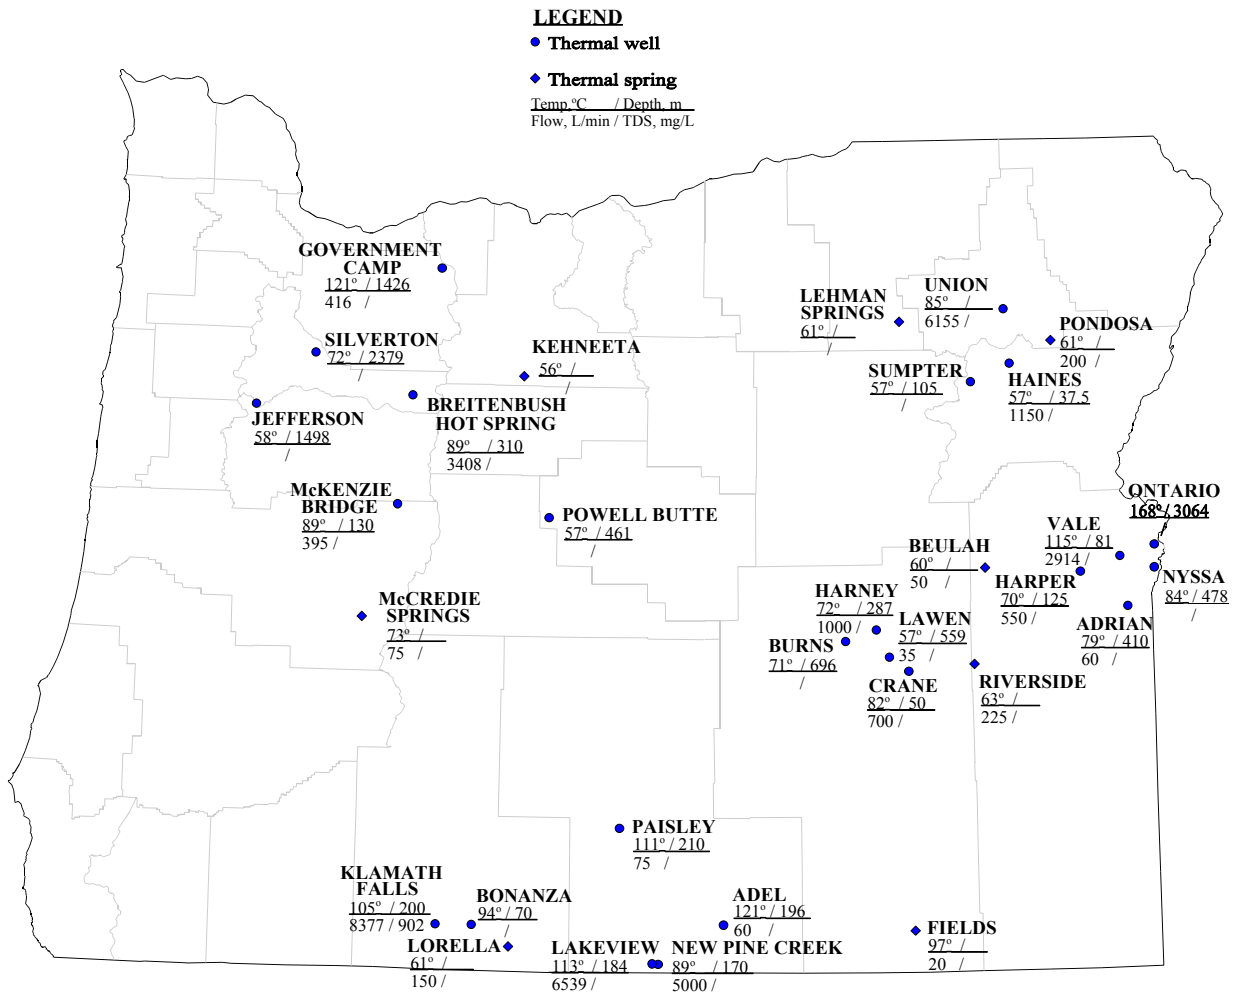 LEGEND
Thermal well
Thermal spring
Temp,ºC / Depth, m
Flow, L/min / TDS, mg/L
GOVERNMENT
CAMP
121º / 1426
416 /
SILVERTON
72º / 2379
/
KEHNEETA
56º /
/
JEFFERSON
58º / 1498
/
BREITENBUSH
HOT SPRING
89º / 310
3408 /
LEHMAN
SPRINGS
61º /
/
UNION
85º /
6155 /
PONDOSA
61º /
200 /
SUMPTER
57º / 105
/
HAINES
57º / 37.5
1150 /
McKENZIE
BRIDGE
89º / 130
395 /
POWELL BUTTE
57º / 461
/
ONTARIO
168º / 3064
VALE
115º / 81
2914 /
BEULAH
60º /
50 /
HARPER
70º / 125
550 /
NYSSA
84º / 478
/
ADRIAN
79º / 410
60 /
McCREDIE
SPRINGS
73º /
75 /
HARNEY
72º / 287
1000 /
LAWEN
57º / 559
35 /
BURNS
71º / 696
/
CRANE
82º / 50
700 /
RIVERSIDE
63º /
225 /
PAISLEY
111º / 210
75 /
KLAMATH
FALLS
105º / 200
8377 / 902
BONANZA
94º / 70
/
LORELLA
61º /
150 /
LAKEVIEW
113º / 184
6539 /
NEW PINE CREEK
89º / 170
5000 /
ADEL
121º / 196
60 /
FIELDS
97º /
20 /